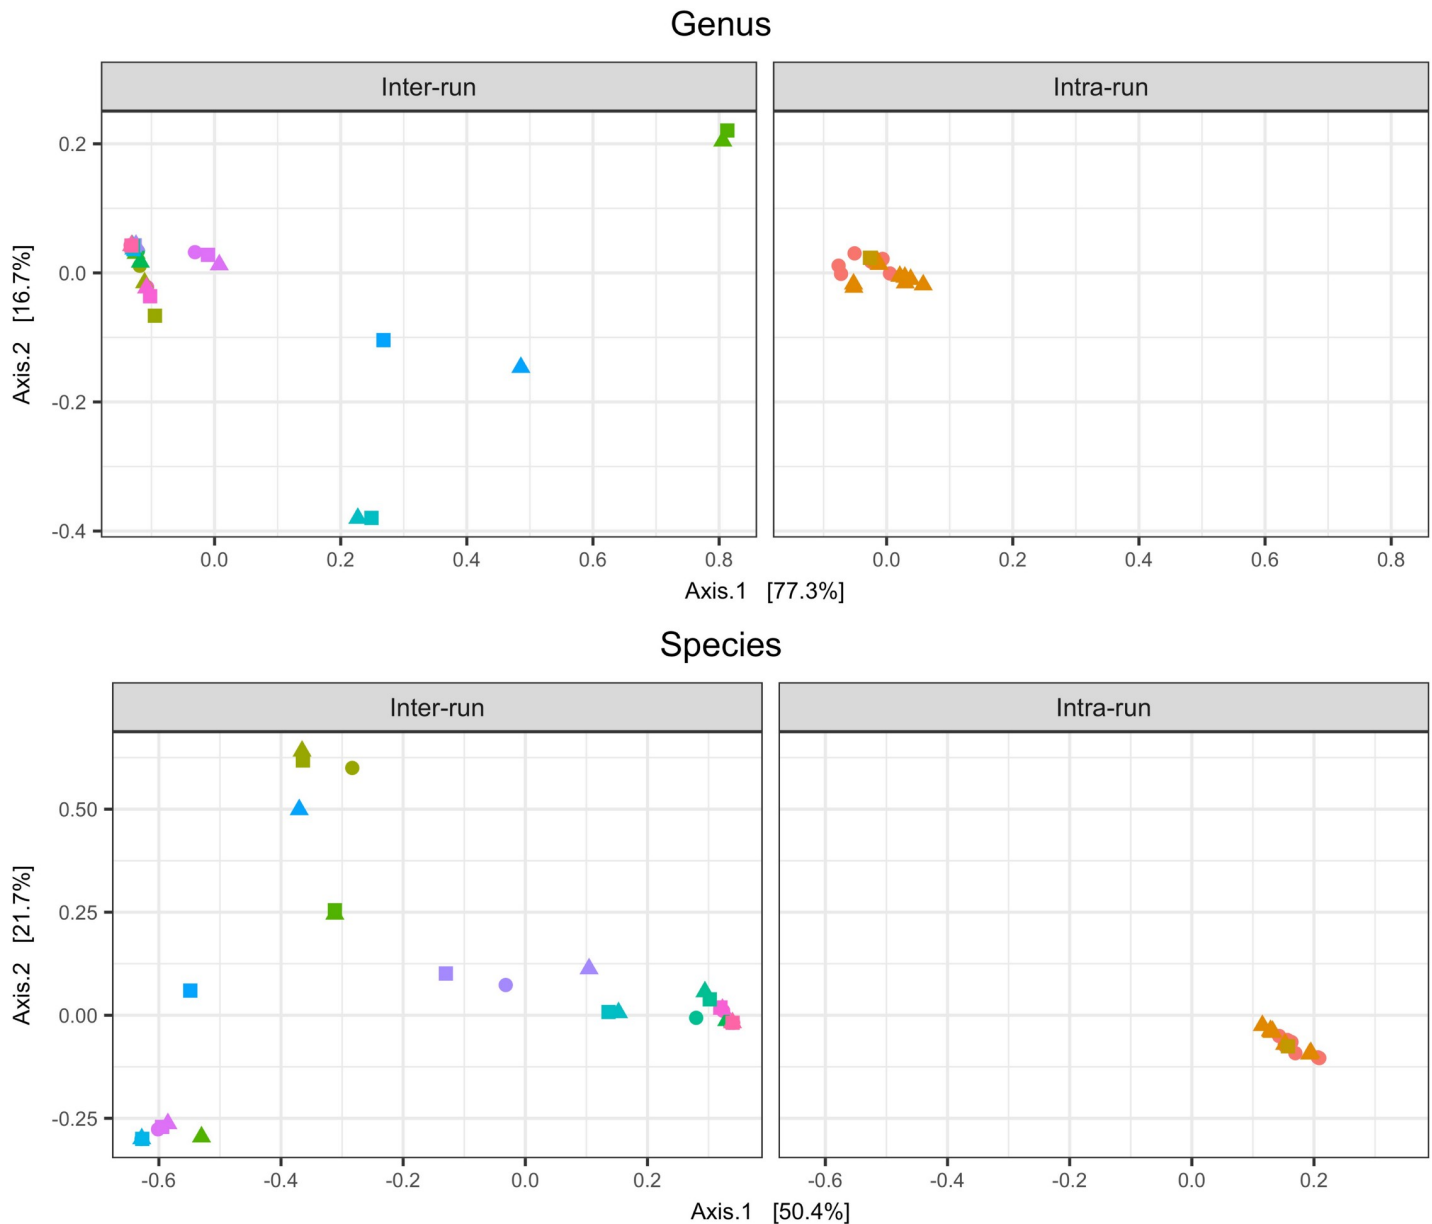 Genus
Inter-run Intra-run
0.2
0.0
-0.2
-0.4
Axis.2 [16.7%]
0.0 0.2 0.4 0.6 0.8 0.0 0.2 0.4 0.6 0.8
Axis.1 [77.3%]
Species
Inter-run Intra-run
0.50
0.25
0.00
-0.25
Axis.2 [21.7%]
-0.6 -0.4 -0.2 0.0 0.2 -0.6 -0.4 -0.2 0.0 0.2
Axis.1 [50.4%]